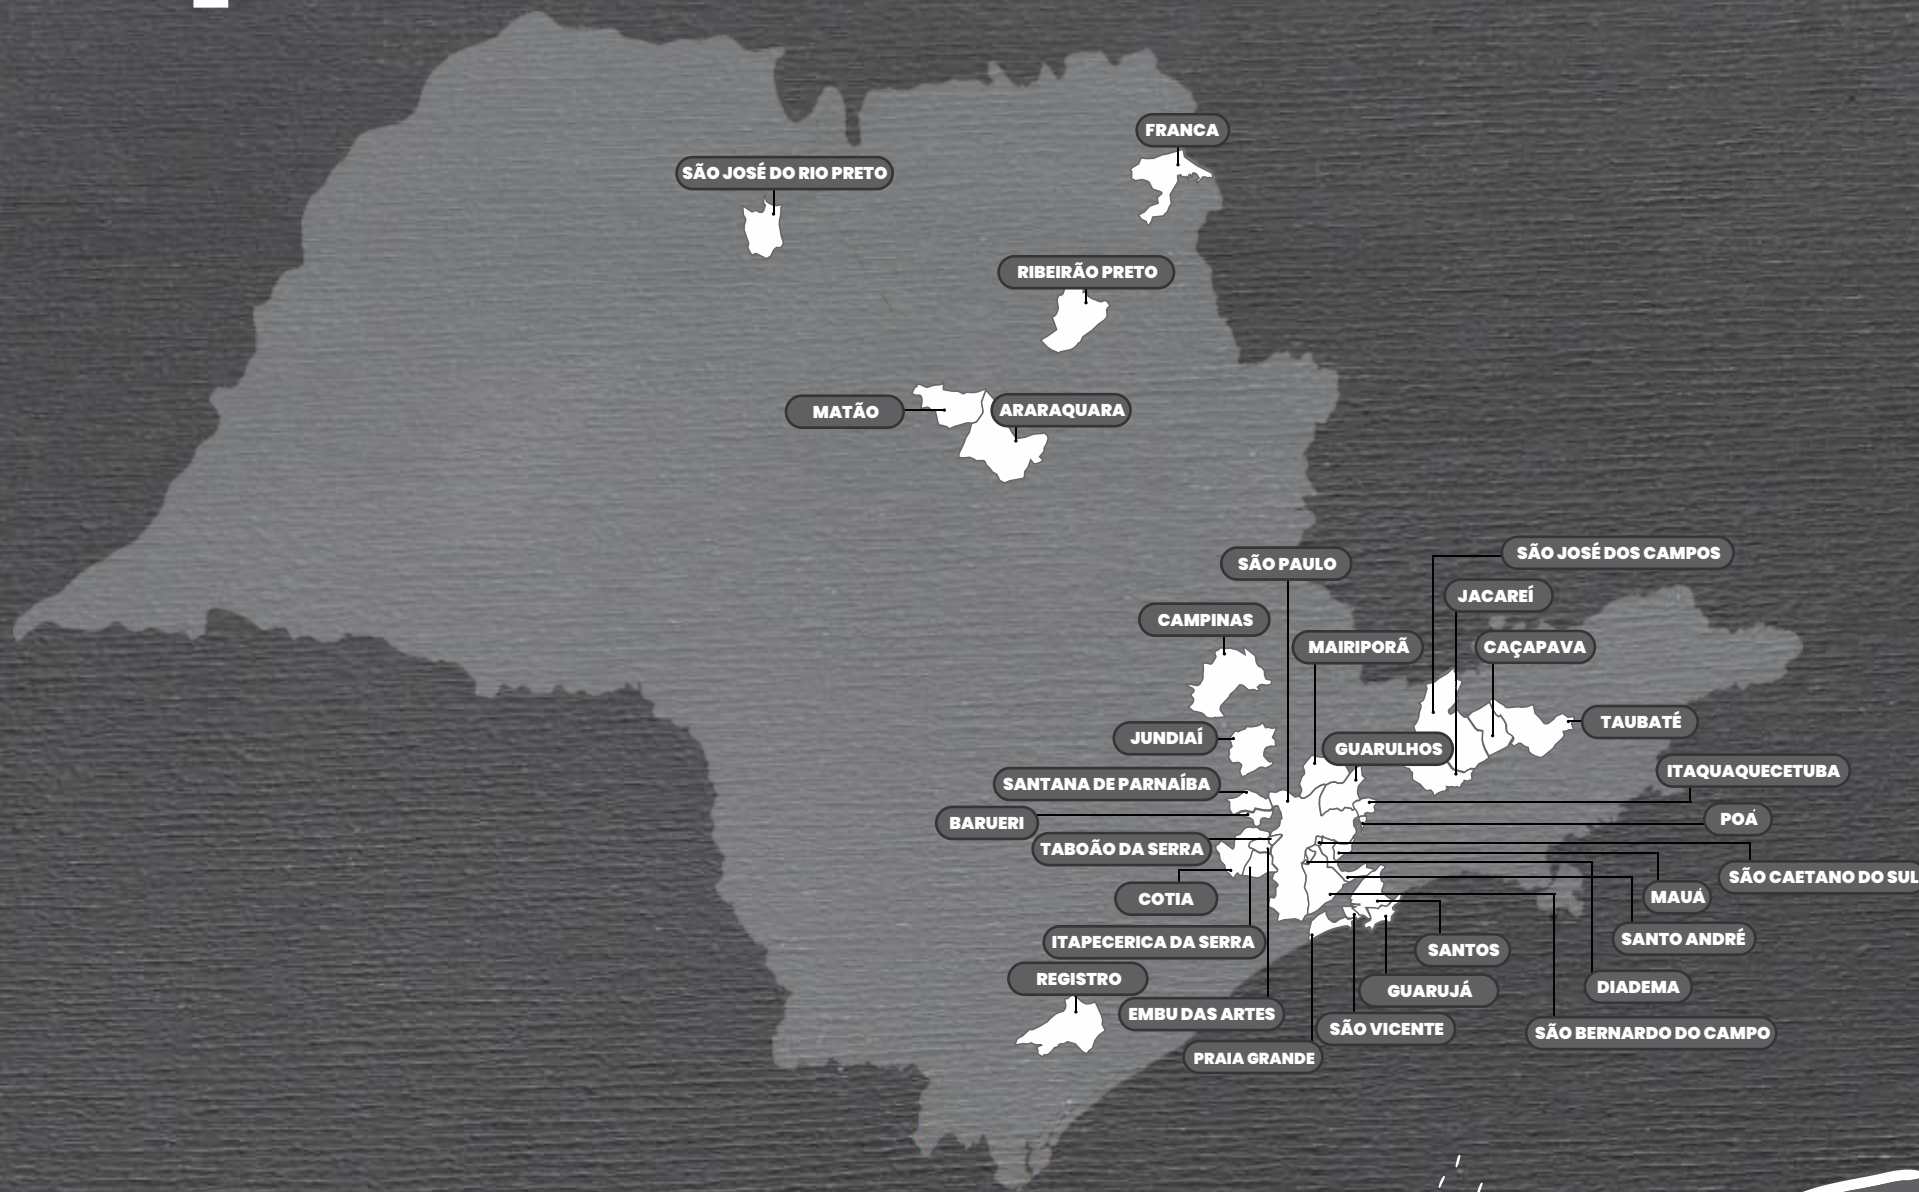 FRANCA
SÃO JOSÉ DO RIO PRETO
RIBEIRÃO PRETO
MATÃO
ARARAQUARA
SÃO JOSÉ DOS CAMPOS
SÃO PAULO
JACAREÍ
CAMPINAS
MAIRIPORÃ
CAÇAPAVA
TAUBATÉ
JUNDIAÍ
GUARULHOS
ITAQUAQUECETUBA
SANTANA DE PARNAÍBA
BARUERI
POÁ
TABOÃO DA SERRA
SÃO CAETANO DO SUL
COTIA
MAUÁ
ITAPECERICA DA SERRA
SANTOS
SANTO ANDRÉ
REGISTRO
GUARUJÁ
DIADEMA
EMBU DAS ARTES
SÃO VICENTE
SÃO BERNARDO DO CAMPO
PRAIA GRANDE